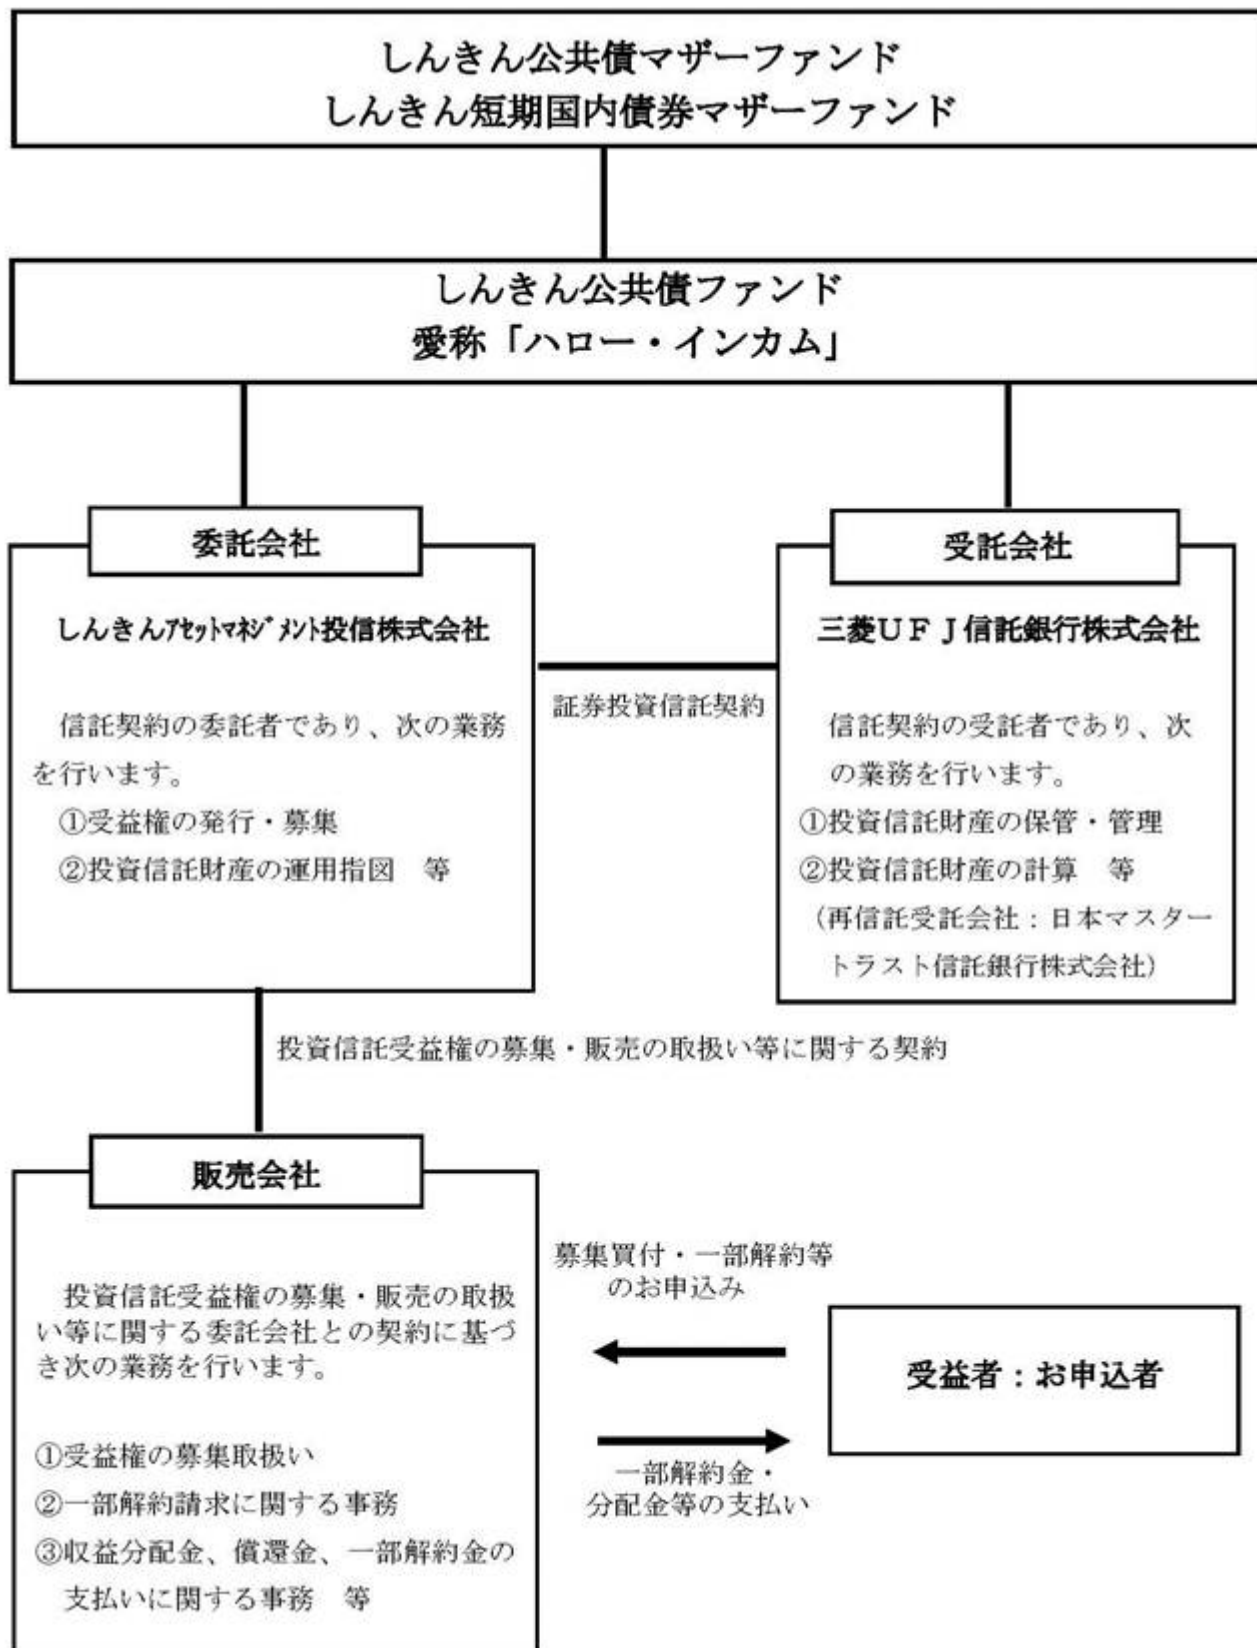 しんきん公共債マザーファンド
しんきん短期国内債券マザーファンド
しんきん公共債ファンド
愛称「ハロー・インカム」
委託会社
しんきんｱｾｯﾄﾏﾈｼﾞﾒﾝﾄ投信株式会社
信託契約の委託者であり、次の業務
を行います。
①受益権の発行・募集
②投資信託財産の運用指図　等
証券投資信託契約
受託会社
三菱ＵＦＪ信託銀行株式会社
信託契約の受託者であり、次
の業務を行います。
①投資信託財産の保管・管理
②投資信託財産の計算　等
（再信託受託会社：日本マスター
トラスト信託銀行株式会社）
投資信託受益権の募集・販売の取扱い等に関する契約
販売会社
投資信託受益権の募集・販売の取扱
い等に関する委託会社との契約に基づ
き次の業務を行います。
①受益権の募集取扱い
②一部解約請求に関する事務
③収益分配金、償還金、一部解約金の
支払いに関する事務　等
募集買付・一部解約等
のお申込み
一部解約金・
分配金等の支払い
受益者：お申込者